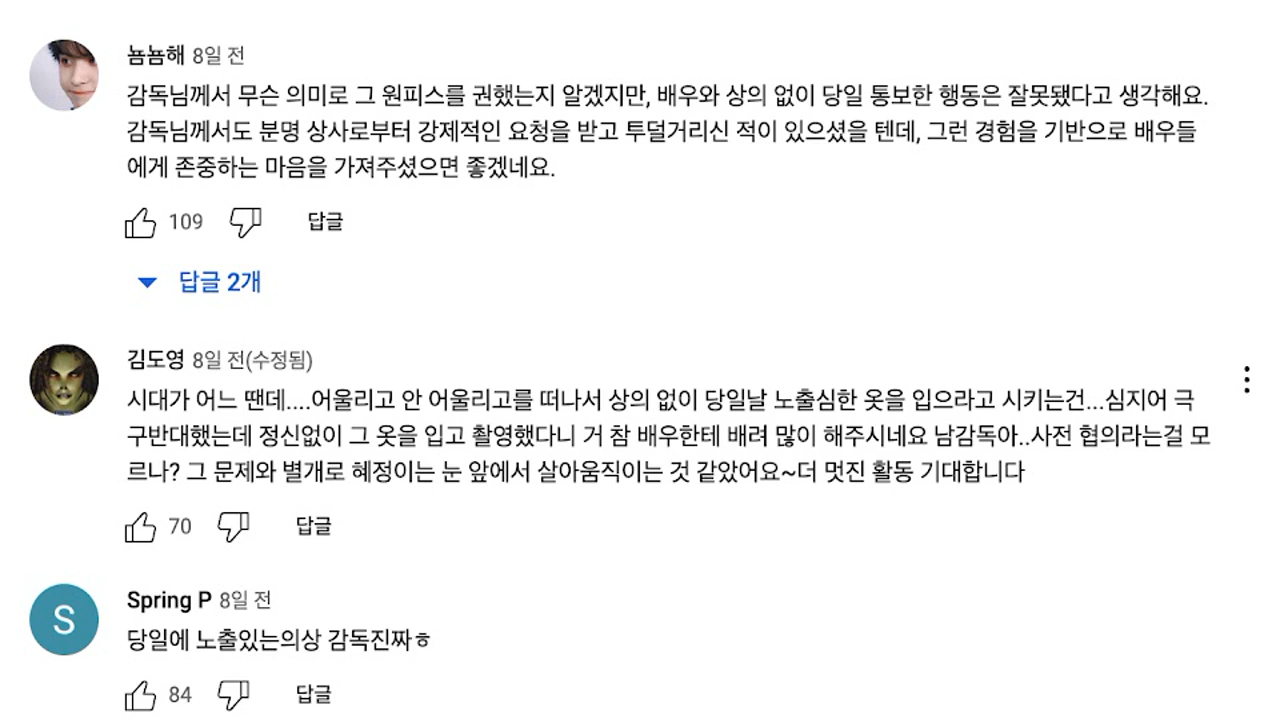 뇸뇸해 8일 전
감독님께서 무슨 의미로 그 원피스를 권했는지 알겠지만, 배우와 상의 없이 당일 통보한 행동은 잘못됐다고 생각해요.
감독님께서도 분명 상사로부터 강제적인 요청을 받고 투덜거리신 적이 있으셨을 텐데, 그런 경험을 기반으로 배우들
에게 존중하는 마음을 가져주셨으면 좋겠네요.
109 답글
답글 2개
김도영 8일 전(수정됨)
시대가 어느 땐데....어울리고 안 어울리고를 떠나서 상의 없이 당일날 노출심한 옷을 입으라고 시키는건...심지어 극
구반대했는데 정신없이 그 옷을 입고 촬영했다니 거 참 배우한테 배려 많이 해주시네요 남감독아..사전 협의라는걸 모
르나? 그 문제와 별개로 혜정이는 눈 앞에서 살아움직이는 것 같았어요~더 멋진 활동 기대합니다
70 답글
S
Spring P 8일 전
당일에 노출있는의상 감독진짜ㅎ
84 답글